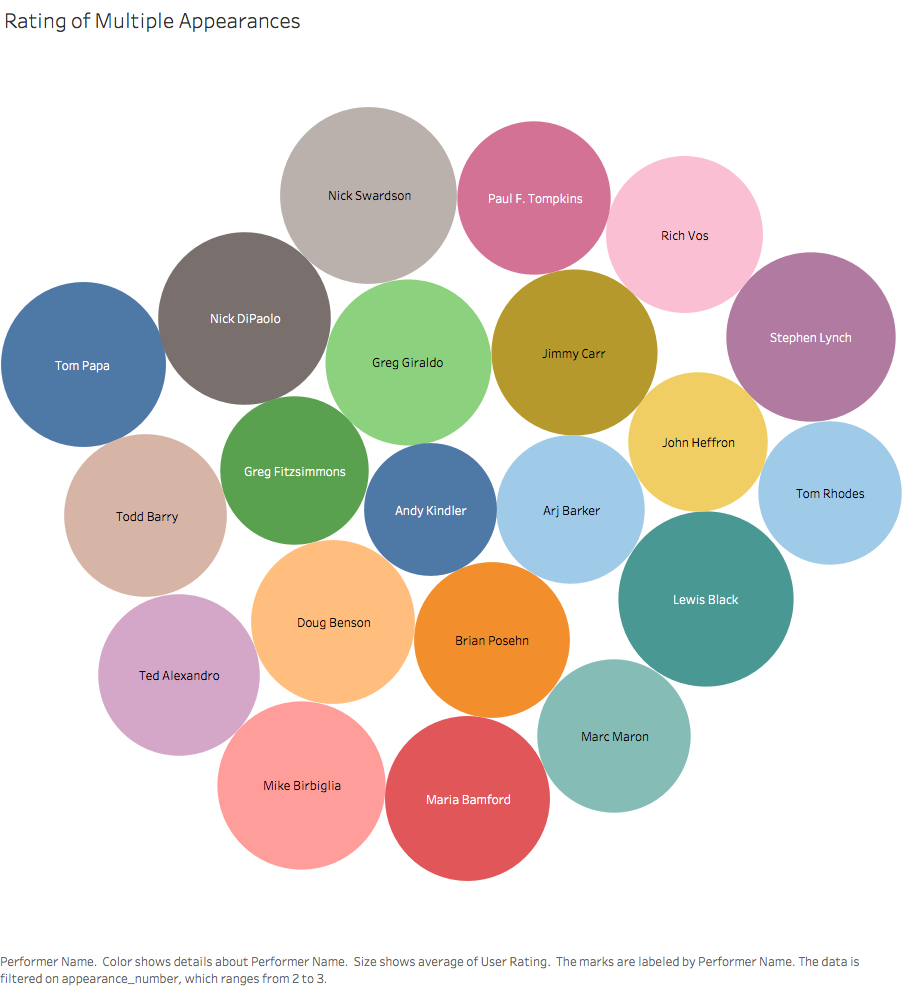 Rating of Multiple Appearances
Nick Swardson
Paul F. Tompkins
Rich Vos
Nick DiPaolo
Stephen Lynch
Jimmy Carr
Greg Giraldo
Tom Papa
John Heffron
Greg Fitzsimmons
Tom Rhodes
Andy Kindler
Arj Barker
Todd Barry
Lewis Black
Doug Benson
Brian Posehn
Ted Alexandro
Marc Maron
Mike Birbiglia
Maria Bamford
Performer Name.  Color shows details about Performer Name.  Size shows average of User Rating.  The marks are labeled by Performer Name. The data is
filtered on appearance_number, which ranges from 2 to 3.